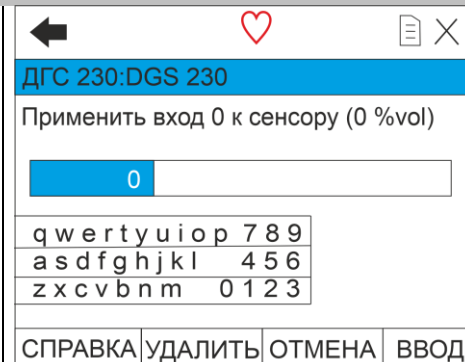 ДГС 230:DGS 230
Применить вход 0 к сенсору (0 %vol)
0
q w e r t y u i o p 7 8 9
a s d f g h j k l 4 5 6
z x c v b n m 0 1 2 3
СПРАВКА УДАЛИТЬ ОТМЕНА ВВОД